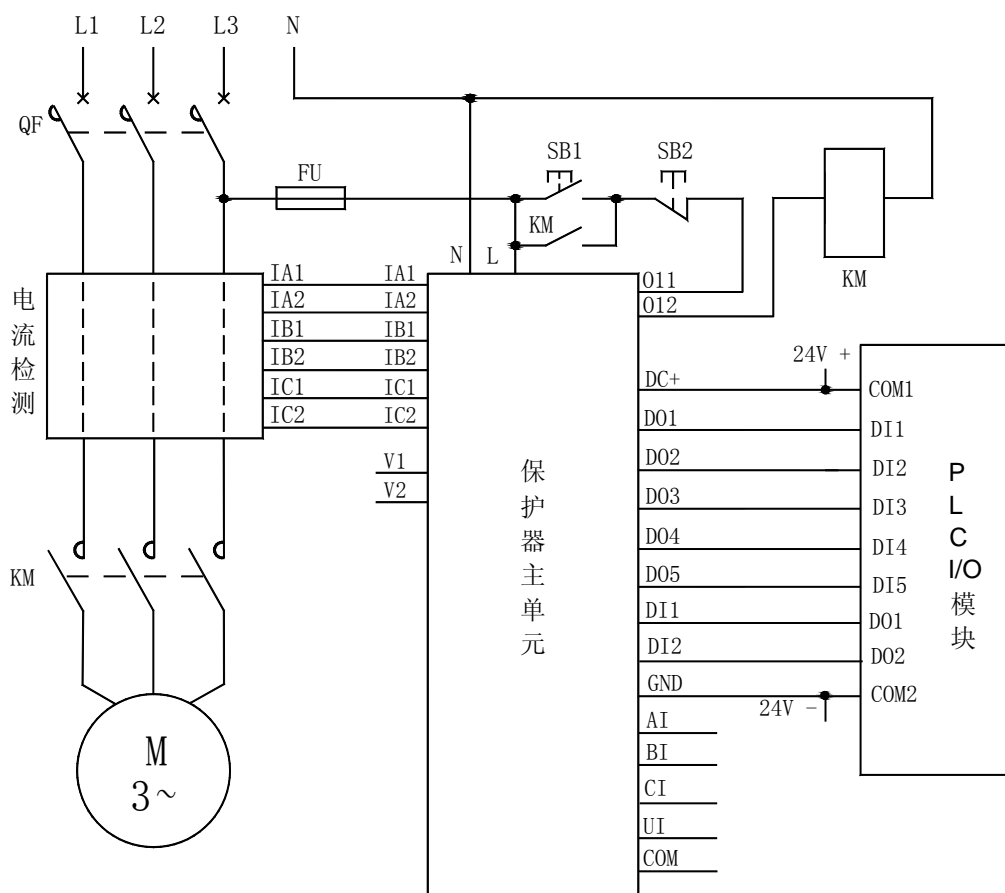 L1 L2 L3 N
QF
FU
SB1 SB2
KM
KM
N L
电流检测
IA1 IA1
IA2 IA2
IB1 IB1
IB2 IB2
IC1 IC1
IC2 IC2
V1
V2
O11
O12
保护器主单元
DC+
DO1
DO2
DO3
DO4
DO5
DI1
DI2
GND
AI
BI
CI
UI
COM
24V +
24V -
COM1
DI1
DI2
DI3
DI4
DI5
DO1
DO2
COM2
PLC I/O模块
KM
M
3~